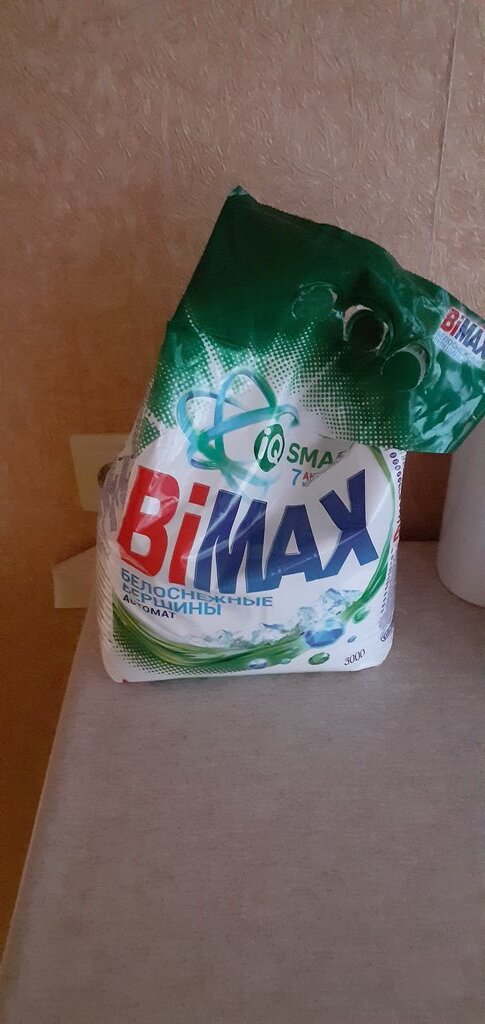 BiMAX
iQ SMA
7
BiMAX
БЕЛОСНЕЖНЫЕ
ВЕРШИНЫ
АВТОМАТ
3000